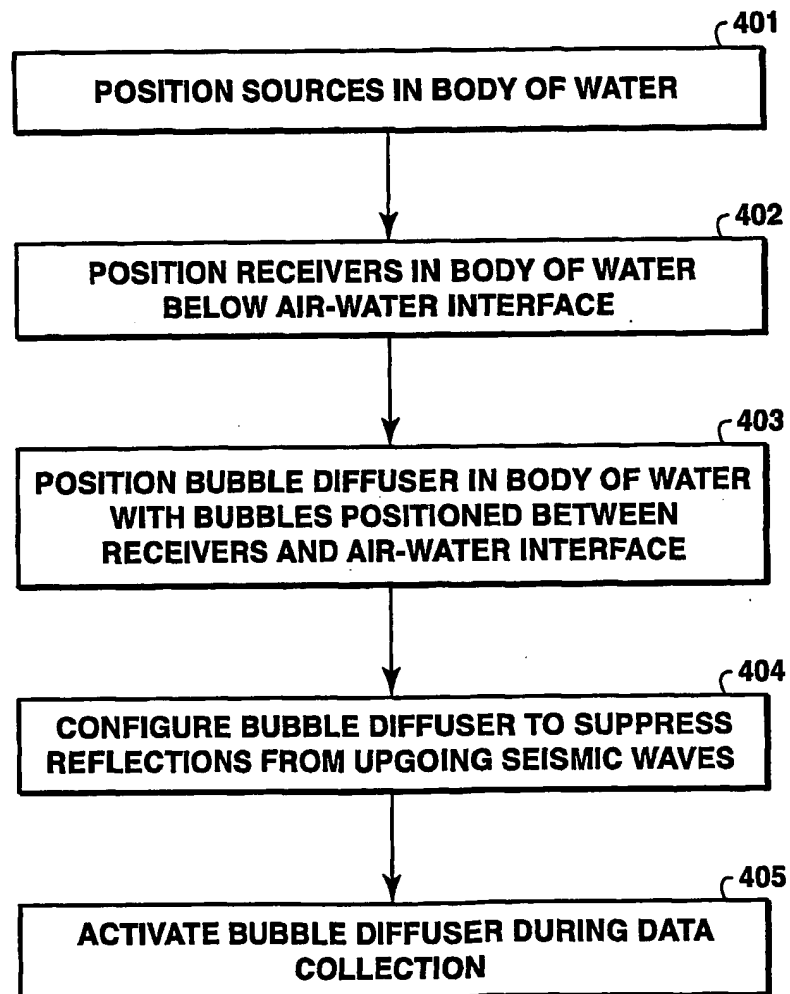 401
POSITION SOURCES IN BODY OF WATER
402
POSITION RECEIVERS IN BODY OF WATER
BELOW AIR-WATER INTERFACE
403
POSITION BUBBLE DIFFUSER IN BODY OF WATER
WITH BUBBLES POSITIONED BETWEEN
RECEIVERS AND AIR-WATER INTERFACE
404
CONFIGURE BUBBLE DIFFUSER TO SUPPRESS
REFLECTIONS FROM UPGOING SEISMIC WAVES
405
ACTIVATE BUBBLE DIFFUSER DURING DATA
COLLECTION